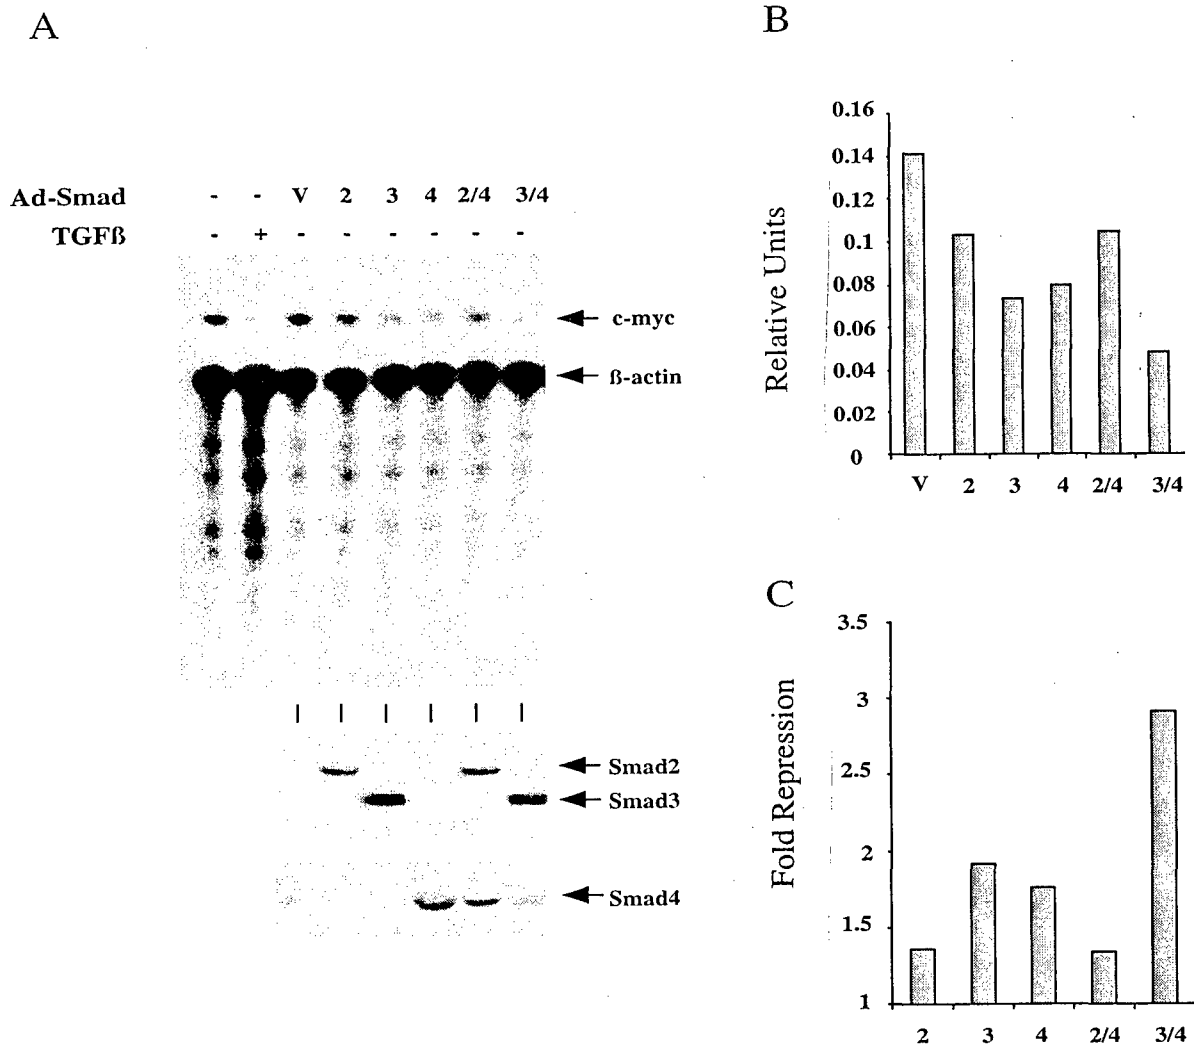 A
Ad-Smad - - V 2 3 4 2/4 3/4
TGFß - + - - - - - -
c-myc
ß-actin
Smad2
Smad3
Smad4
B
Relative Units
0.16
0.14
0.12
0.1
0.08
0.06
0.04
0.02
0
V 2 3 4 2/4 3/4
C
Fold Repression
3.5
3
2.5
2
1.5
1
2 3 4 2/4 3/4